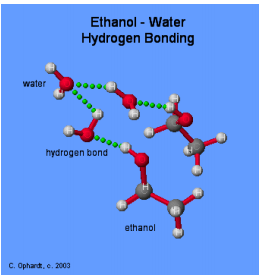 Ethanol - Water
Hydrogen Bonding
water
H
H
H
H
H
H
H
H
hydrogen bond
H
H
H
H
H
H
H
H
H
H
ethanol
C. Ophardt, c. 2003